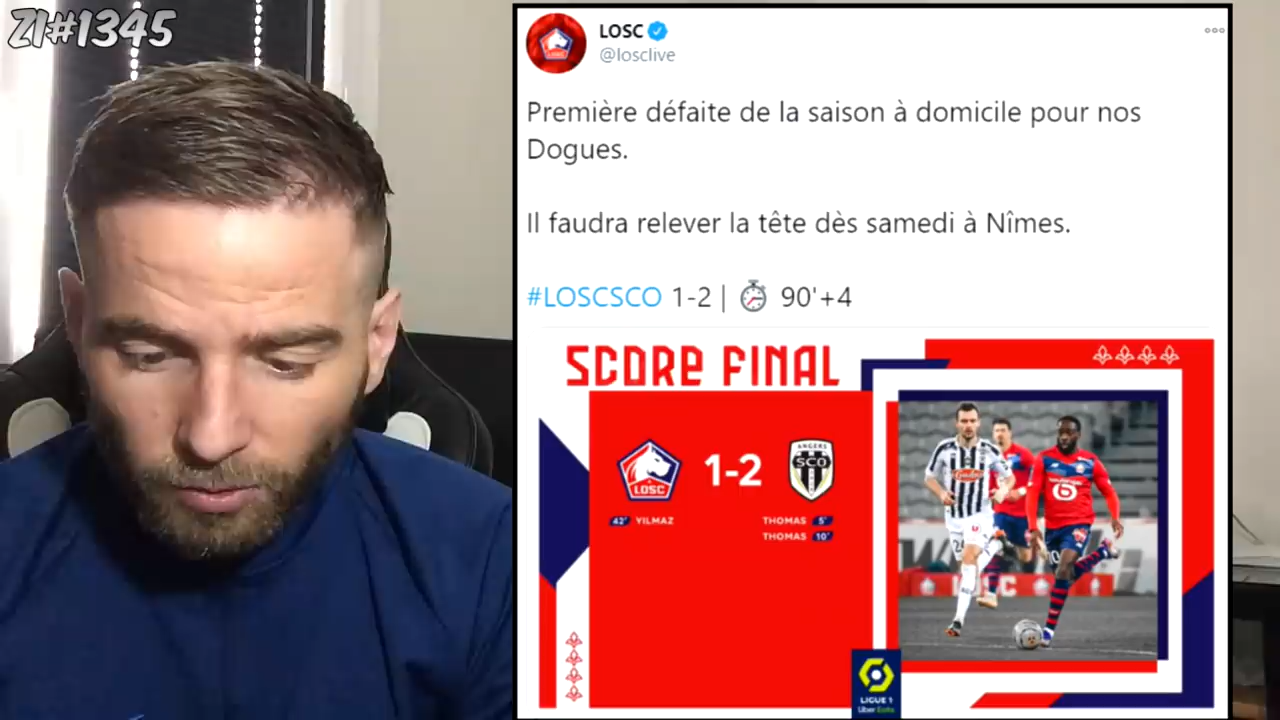 ZI#1345
LOSC
@losclive
Première défaite de la saison à domicile pour nos
Dogues.
Il faudra relever la tête dès samedi à Nîmes.
#LOSCSCO 1-2 | 90'+4
SCORE FINAL
LOSC
1-2
ANGERS
SCO
42' YILMAZ
THOMAS 5'
THOMAS 10'
LOSC
LIGUE 1
Uber Eats